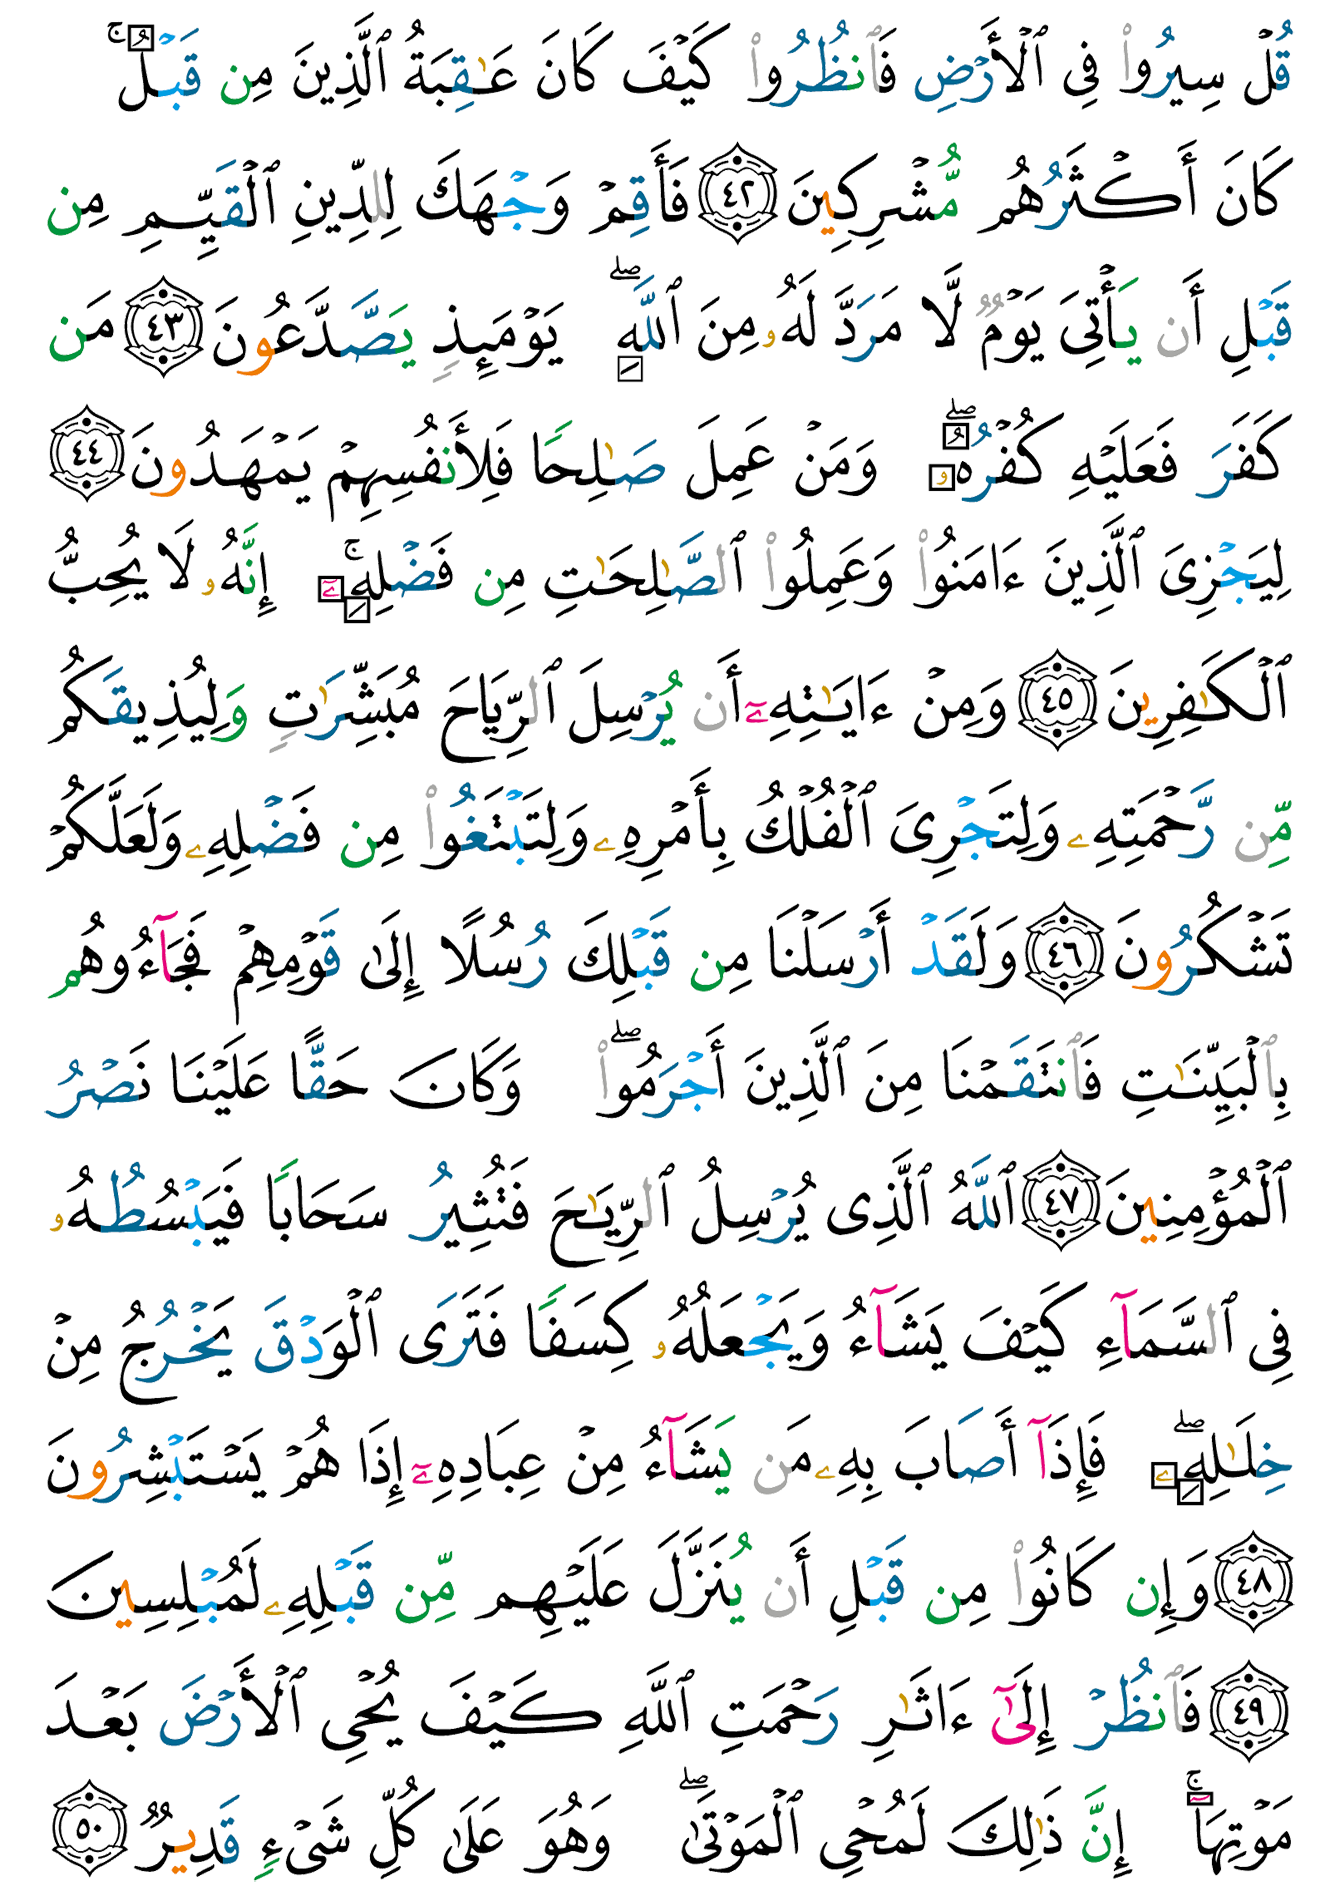 قُلْ سِيرُوا۟ فِى ٱلْأَرْضِ فَٱنظُرُوا۟ كَيْفَ كَانَ عَـٰقِبَةُ ٱلَّذِينَ مِن قَبْلُ ۚ
كَانَ أَكْثَرُهُم مُّشْرِكِينَ ٤٢ فَأَقِمْ وَجْهَكَ لِلدِّينِ ٱلْقَيِّمِ مِن
قَبْلِ أَن يَأْتِىَ يَوْمٌ لَّا مَرَدَّ لَهُۥ مِنَ ٱللَّهِ ۖ يَوْمَئِذٍ يَصَّدَّعُونَ ٤٣ مَن
كَفَرَ فَعَلَيْهِ كُفْرُهُۥ ۖ وَمَنْ عَمِلَ صَـٰلِحًا فَلِأَنفُسِهِمْ يَمْهَدُونَ ٤٤
لِيَجْزِىَ ٱلَّذِينَ ءَامَنُوا۟ وَعَمِلُوا۟ ٱلصَّـٰلِحَـٰتِ مِن فَضْلِهِۦٓ ۚ إِنَّهُۥ لَا يُحِبُّ
ٱلْكَـٰفِرِينَ ٤٥ وَمِنْ ءَايَـٰتِهِۦٓ أَن يُرْسِلَ ٱلرِّيَاحَ مُبَشِّرَٰتٍ وَلِيُذِيقَكُم
مِّن رَّحْمَتِهِۦ وَلِتَجْرِىَ ٱلْفُلْكُ بِأَمْرِهِۦ وَلِتَبْتَغُوا۟ مِن فَضْلِهِۦ وَلَعَلَّكُمْ
تَشْكُرُونَ ٤٦ وَلَقَدْ أَرْسَلْنَا مِن قَبْلِكَ رُسُلًا إِلَىٰ قَوْمِهِمْ فَجَآءُوهُم
بِٱلْبَيِّنَـٰتِ فَٱنتَقَمْنَا مِنَ ٱلَّذِينَ أَجْرَمُوا۟ ۖ وَكَانَ حَقًّا عَلَيْنَا نَصْرُ
ٱلْمُؤْمِنِينَ ٤٧ ٱللَّهُ ٱلَّذِى يُرْسِلُ ٱلرِّيَـٰحَ فَتُثِيرُ سَحَابًا فَيَبْسُطُهُۥ
فِى ٱلسَّمَآءِ كَيْفَ يَشَآءُ وَيَجْعَلُهُۥ كِسَفًا فَتَرَى ٱلْوَدْقَ يَخْرُجُ مِنْ
خِلَـٰلِهِۦ ۖ فَإِذَآ أَصَابَ بِهِۦ مَن يَشَآءُ مِنْ عِبَادِهِۦٓ إِذَا هُمْ يَسْتَبْشِرُونَ
٤٨ وَإِن كَانُوا۟ مِن قَبْلِ أَن يُنَزَّلَ عَلَيْهِم مِّن قَبْلِهِۦ لَمُبْلِسِينَ
٤٩ فَٱنظُرْ إِلَىٰٓ ءَاثَـٰرِ رَحْمَتِ ٱللَّهِ كَيْفَ يُحْىِ ٱلْأَرْضَ بَعْدَ
مَوْتِهَآ ۚ إِنَّ ذَٰلِكَ لَمُحْىِ ٱلْمَوْتَىٰ ۖ وَهُوَ عَلَىٰ كُلِّ شَىْءٍ قَدِيرٌ ٥٠